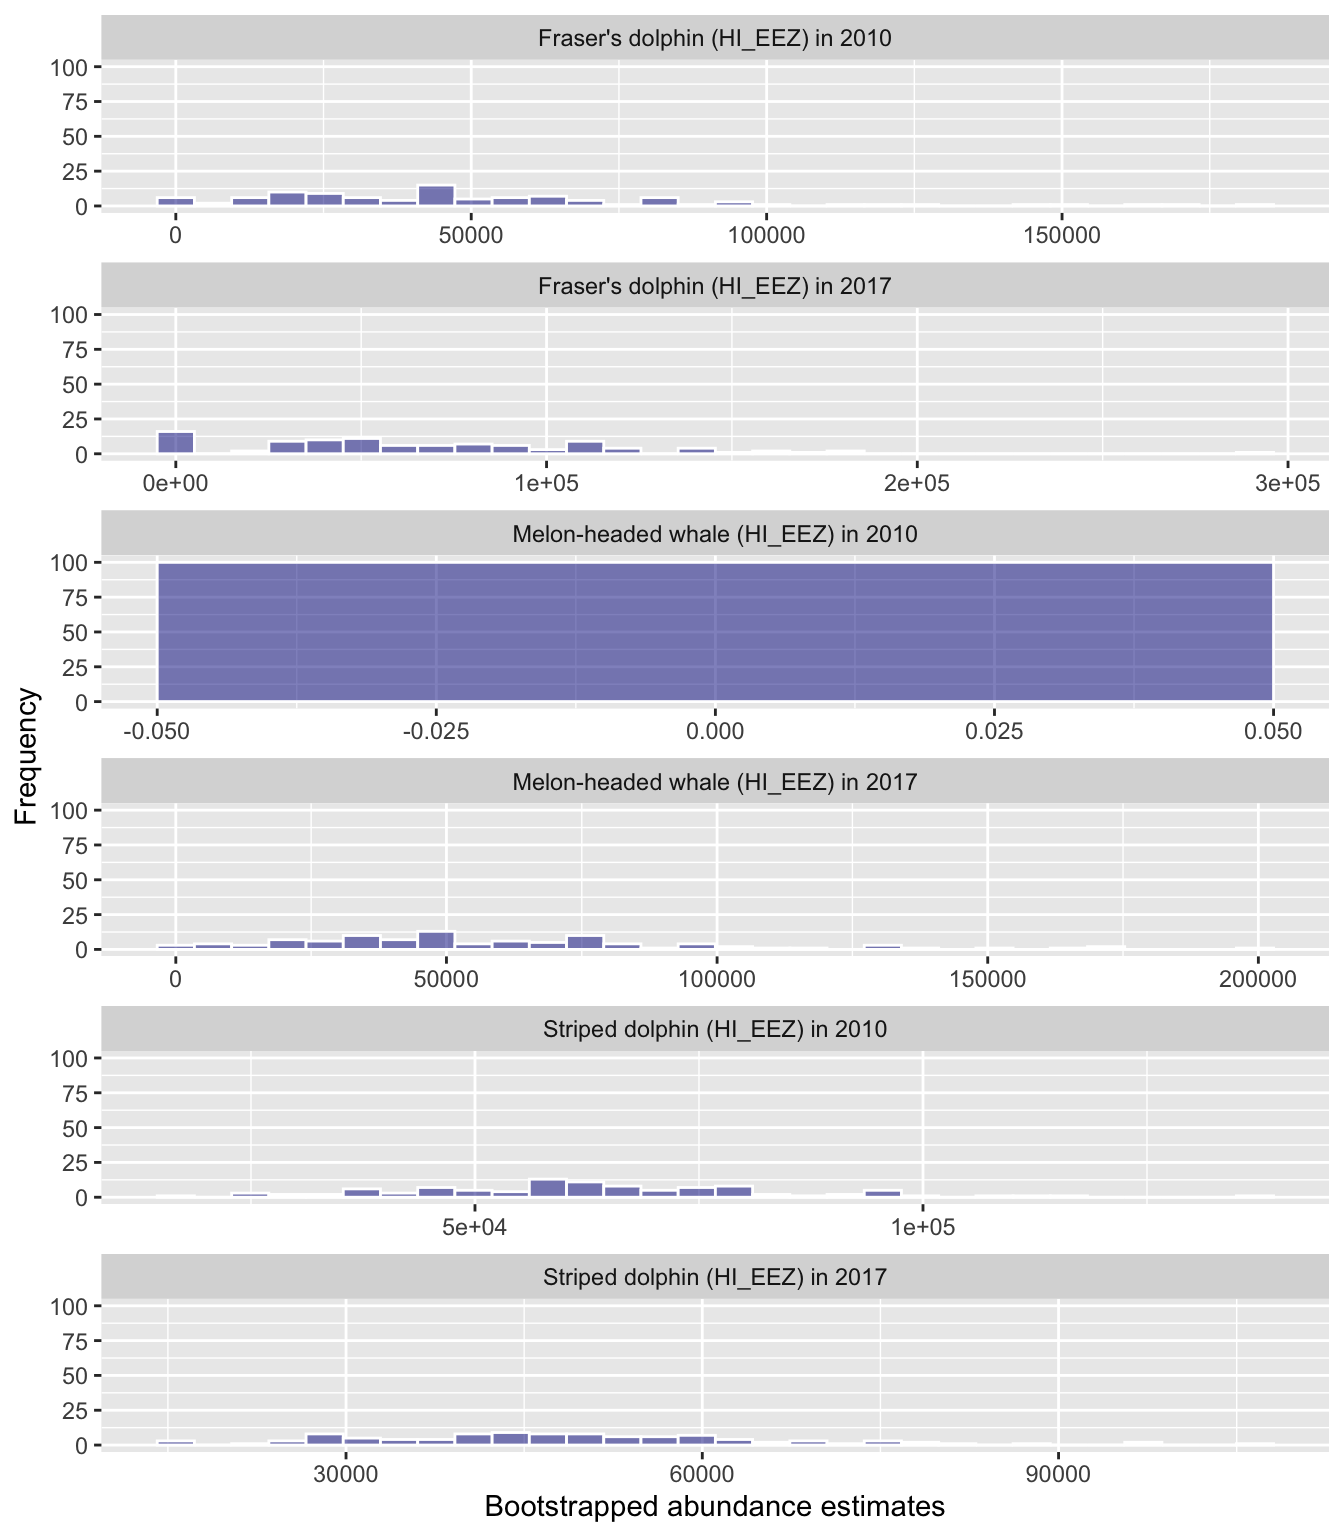 Fraser's dolphin (HI_EEZ) in 2010
100
75
50
25
0
0 50000 100000 150000
Fraser's dolphin (HI_EEZ) in 2017
100
75
50
25
0
0e+00 1e+05 2e+05 3e+05
Melon-headed whale (HI_EEZ) in 2010
100
75
50
25
0
-0.050 -0.025 0.000 0.025 0.050
Frequency
Melon-headed whale (HI_EEZ) in 2017
100
75
50
25
0
0 50000 100000 150000 200000
Striped dolphin (HI_EEZ) in 2010
100
75
50
25
0
5e+04 1e+05
Striped dolphin (HI_EEZ) in 2017
100
75
50
25
0
30000 60000 90000
Bootstrapped abundance estimates